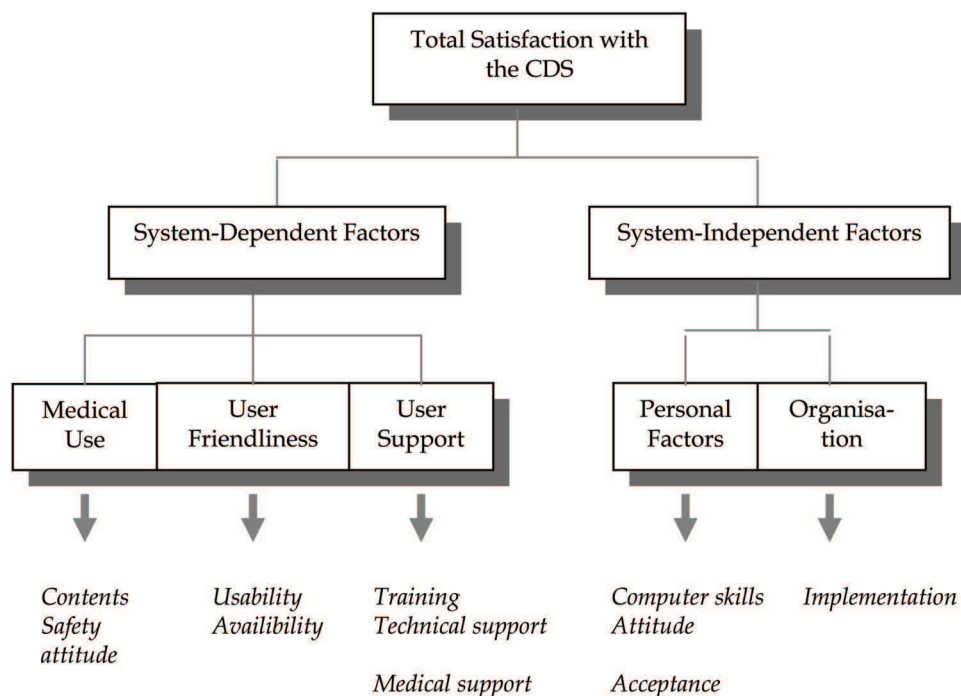 Total Satisfaction with
the CDS
System-Dependent Factors
System-Independent Factors
Medical
Use
User
Friendliness
User
Support
Personal
Factors
Organisa-
tion
Contents
Safety
attitude
Usability
Availibility
Training
Technical support
Medical support
Computer skills
Attitude
Acceptance
Implementation